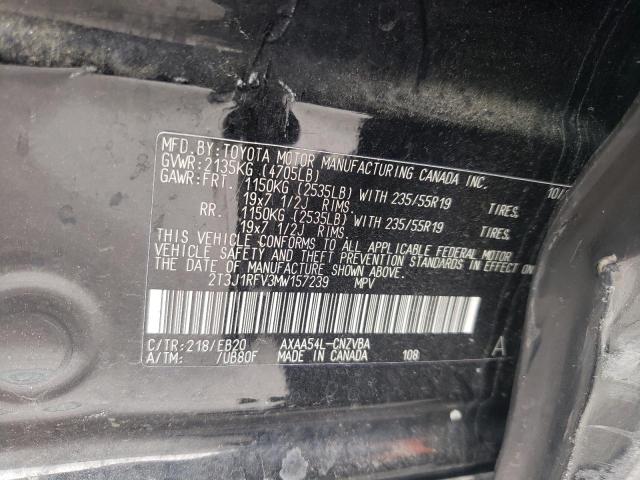 MFD. BY: TOYOTA MOTOR MANUFACTURING CANADA INC. 10/
GVWR: 2135KG (4705LB)
GAWR: FRT. 1150KG (2535LB) WITH 235/55R19 TIRES,
19x7 1/2J RIMS.
RR. 1150KG (2535LB) WITH 235/55R19 TIRES,
19x7 1/2J RIMS.
THIS VEHICLE CONFORMS TO ALL APPLICABLE FEDERAL MOTOR
VEHICLE SAFETY AND STANDARDS IN EFFECT ON
THE DATE OF MANUFACTURE SHOWN ABOVE.
2T3J1RFV3MW157239 MPV
C/TR: 218/EB20 AXAA54L-CNZVBA A
A/TM: /UB80F MADE IN CANADA 108